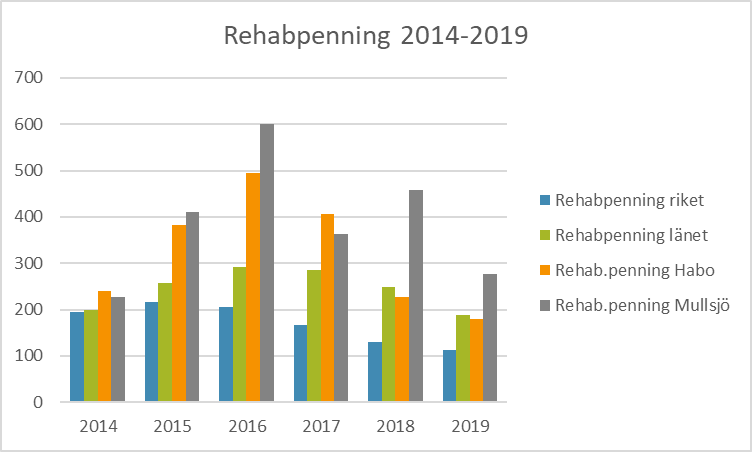 Rehabpenning 2014-2019
700
600
500
400
300
200
100
0
2014 2015 2016 2017 2018 2019
Rehabpenning riket
Rehabpenning länet
Rehab.penning Habo
Rehab.penning Mullsjö